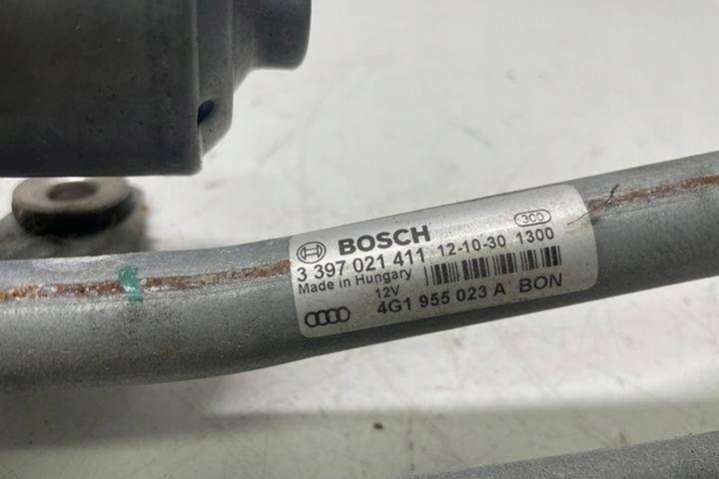 300
BOSCH
3 397 021 411 12-10-30 1300
Made in Hungary
12V
4G1 955 023 A BON